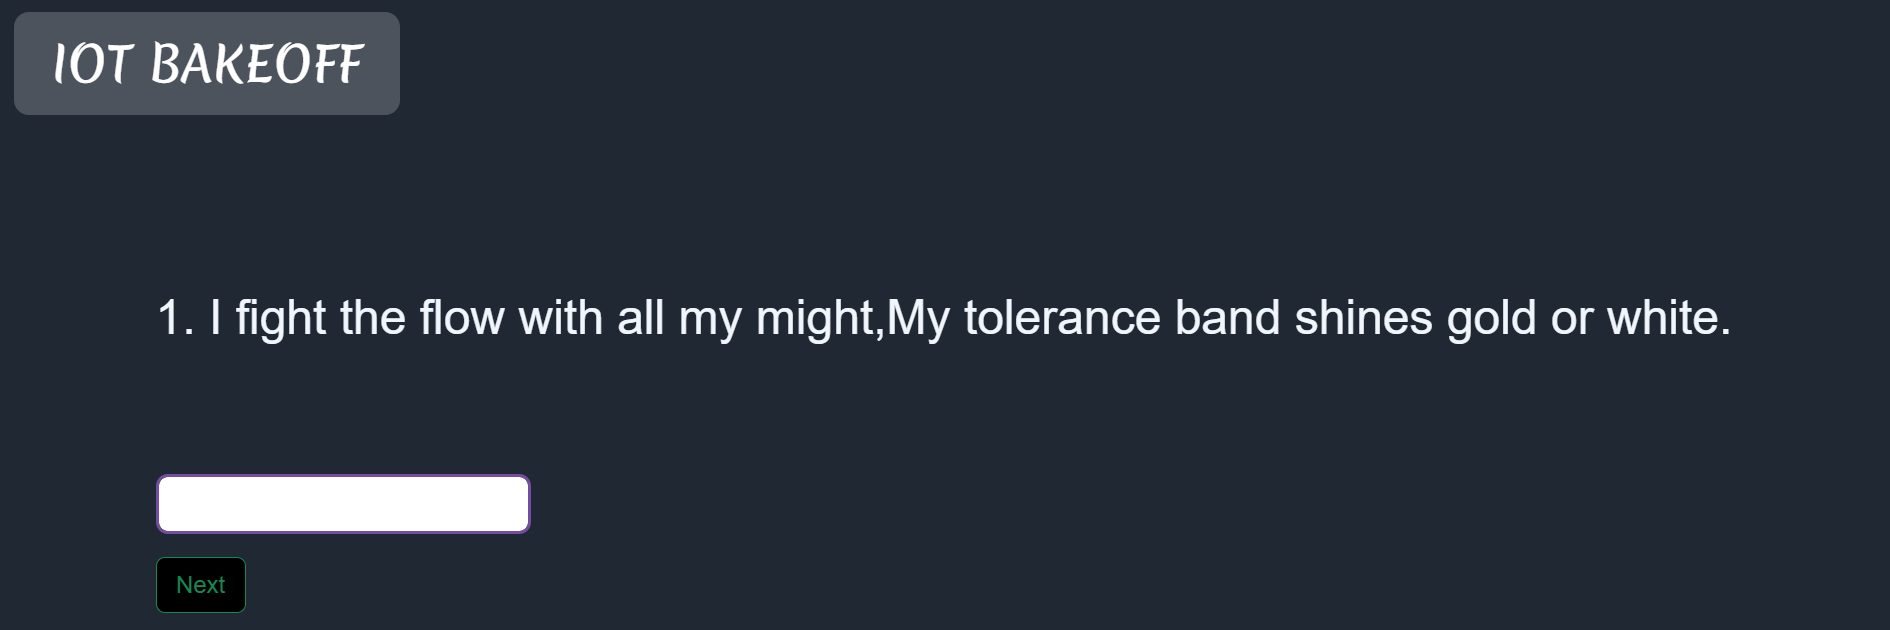 IOT BAKEOFF
1. I fight the flow with all my might,My tolerance band shines gold or white.
Next